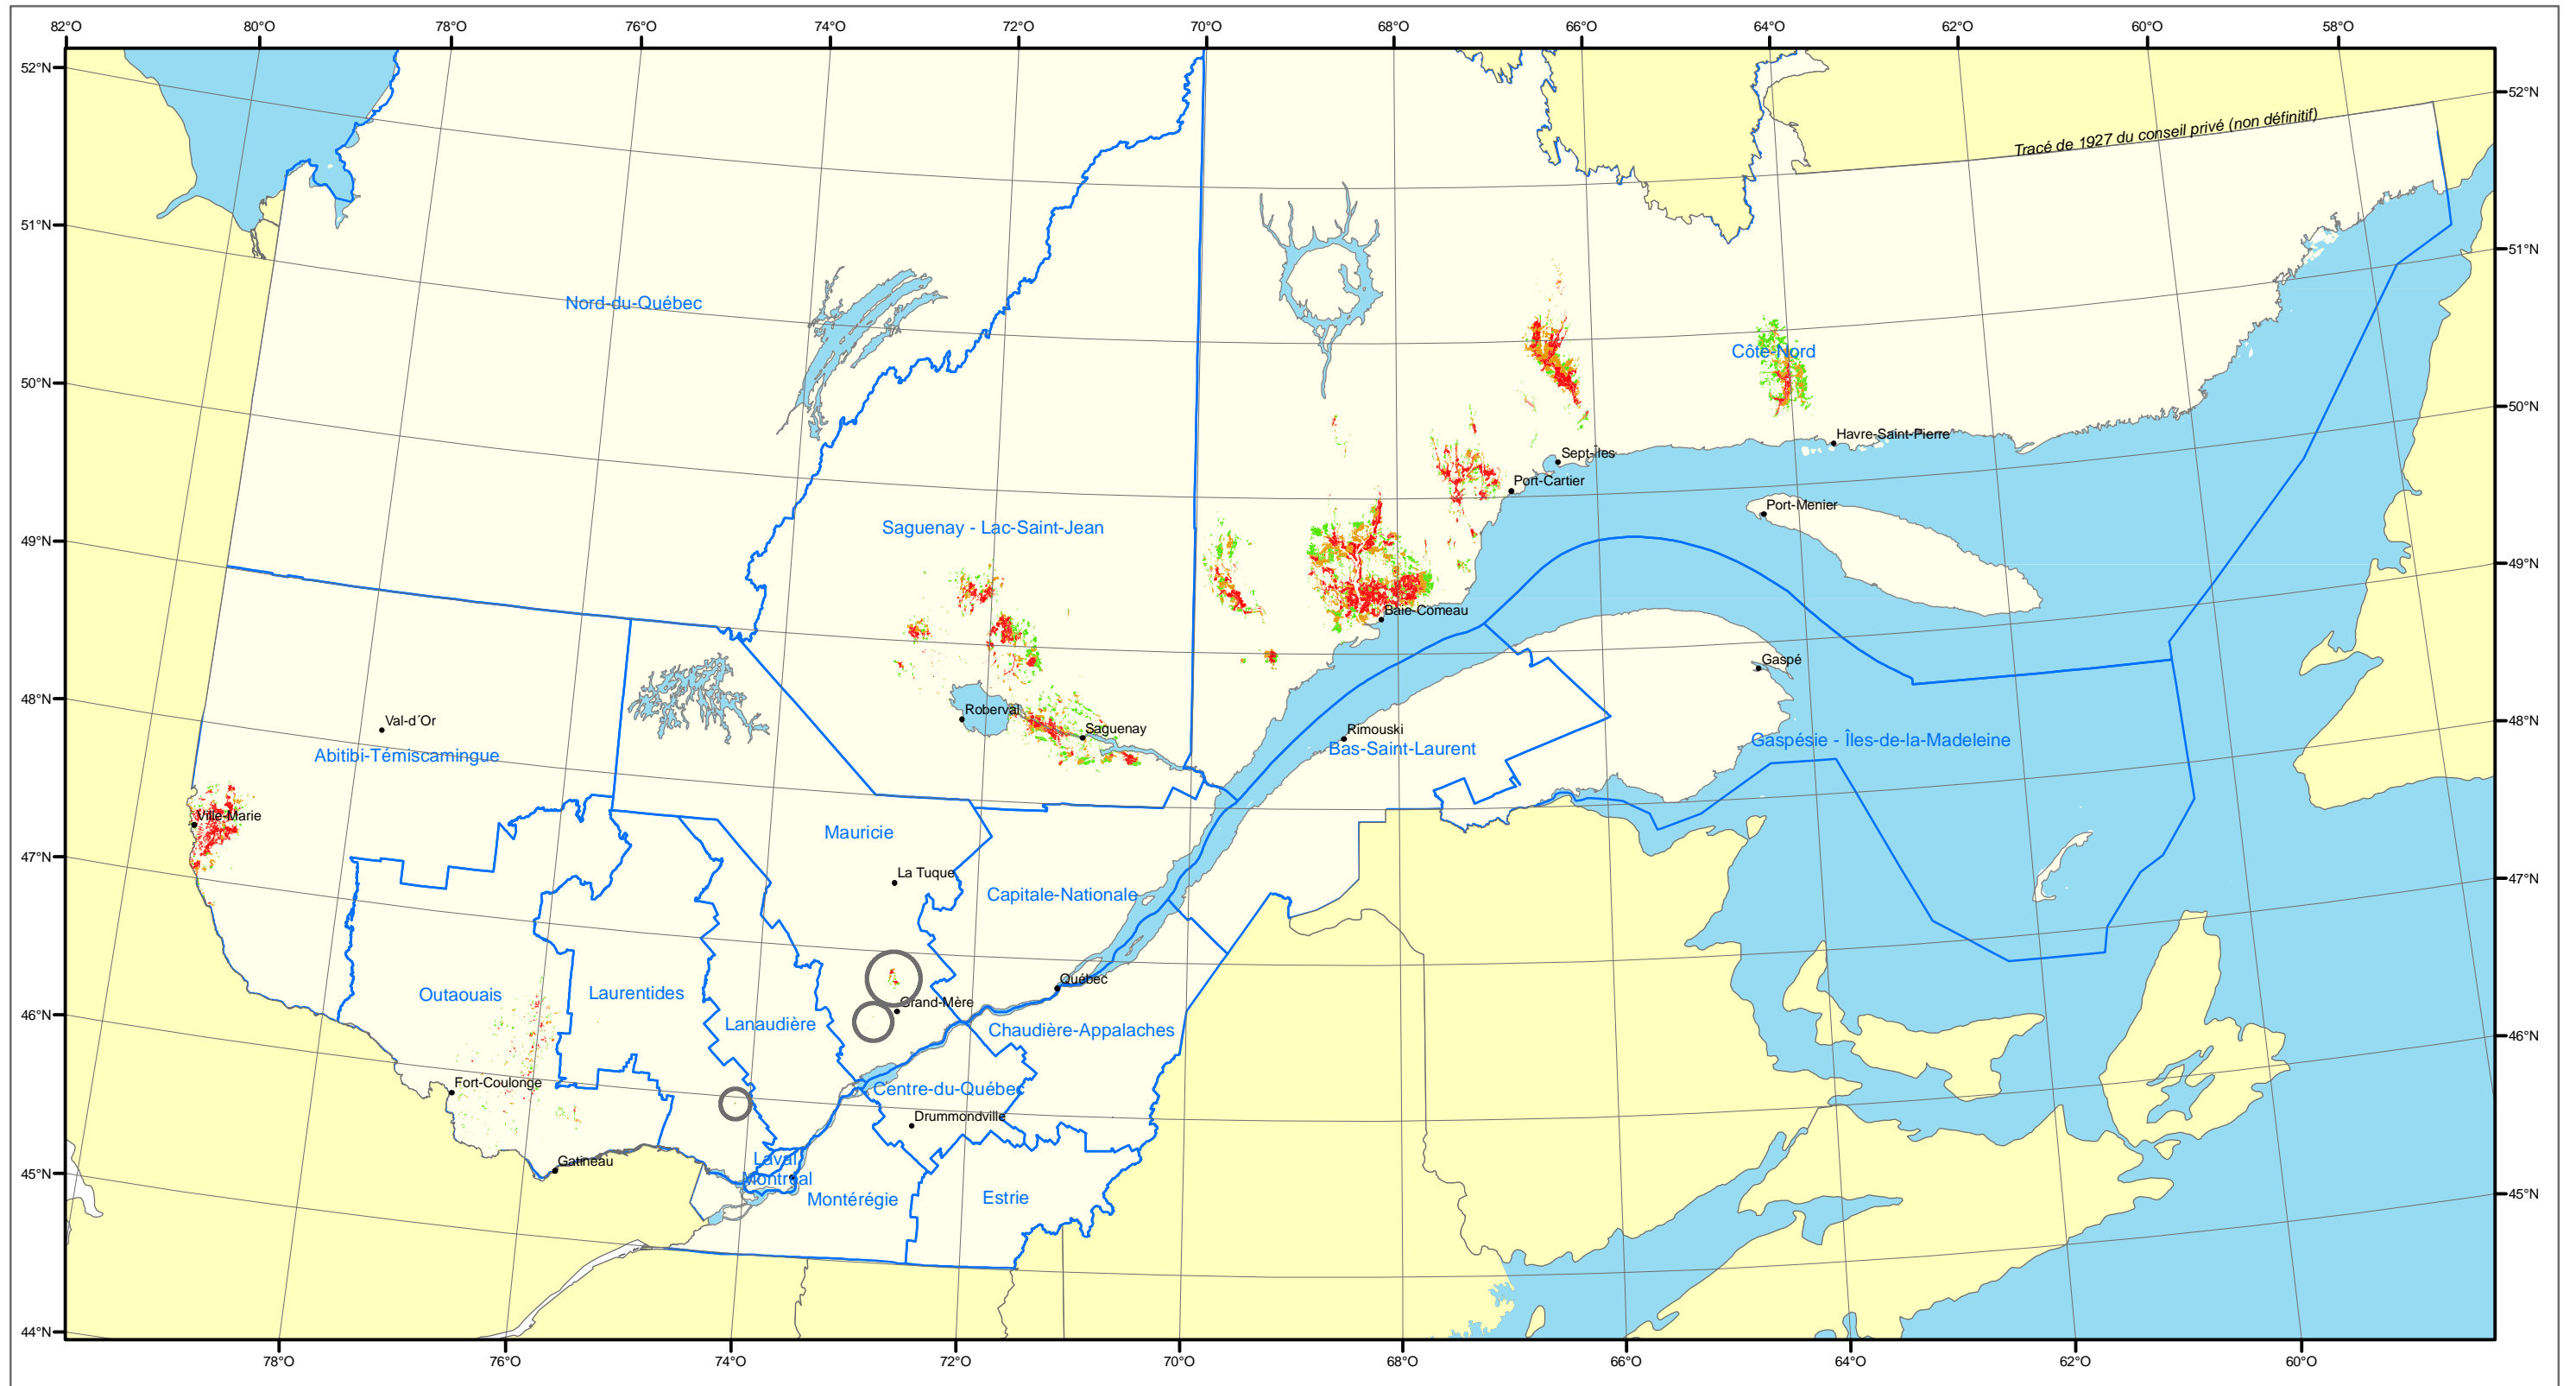 82°O 80°O 78°O 76°O 74°O 72°O 70°O 68°O 66°O 64°O 62°O 60°O 58°O
52°N
52°N
Tracé de 1927 du conseil privé (non définitif)
51°N
51°N
Nord-du-Québec
Côte-Nord
50°N
50°N
Havre-Saint-Pierre
Sept-Îles
Port-Cartier
Port-Menier
Saguenay - Lac-Saint-Jean
49°N
49°N
Baie-Comeau
Gaspé
48°N
Roberval
Val-d´Or
48°N
Saguenay
Rimouski
Gaspésie - Îles-de-la-Madeleine
Bas-Saint-Laurent
Abitibi-Témiscamingue
Ville-Marie
Mauricie
47°N
La Tuque
47°N
Capitale-Nationale
Québec
Outaouais
Laurentides
Grand-Mère
46°N
Lanaudière
Chaudière-Appalaches
46°N
Fort-Coulonge
Centre-du-Québec
Drummondville
Laval
Gatineau
45°N
Montréal
45°N
Montérégie
Estrie
44°N
78°O 76°O 74°O 72°O 70°O 68°O 66°O 64°O 62°O 60°O